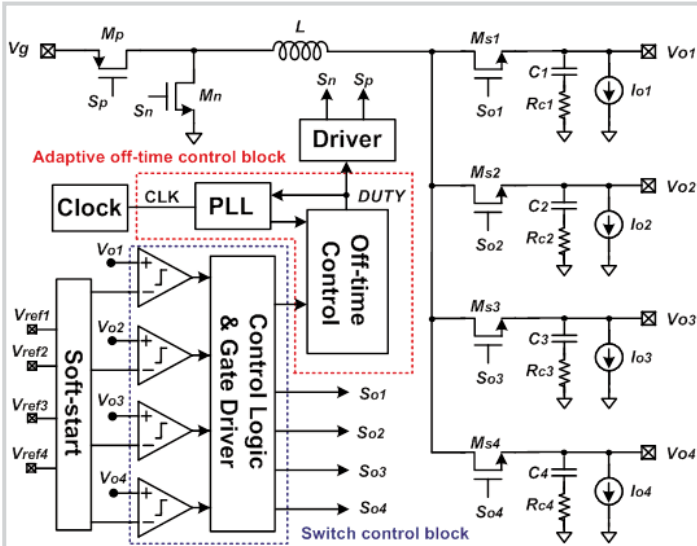 Vg
Mp
L
Ms1
Vo1
Sp
Sn
Mn
Sn
Sp
So1
C1
Rc1
Io1
Driver
Adaptive off-time control block
Clock
CLK
PLL
DUTY
Off-time
Control
Ms2
Vo2
So2
C2
Rc2
Io2
Vo1
+
−
Vo2
+
−
Vo3
+
−
Vo4
+
−
Vref1
Vref2
Vref3
Vref4
Soft-start
Control Logic
& Gate Driver
So1
So2
So3
So4
Switch control block
Ms3
Vo3
So3
C3
Rc3
Io3
Ms4
Vo4
So4
C4
Rc4
Io4